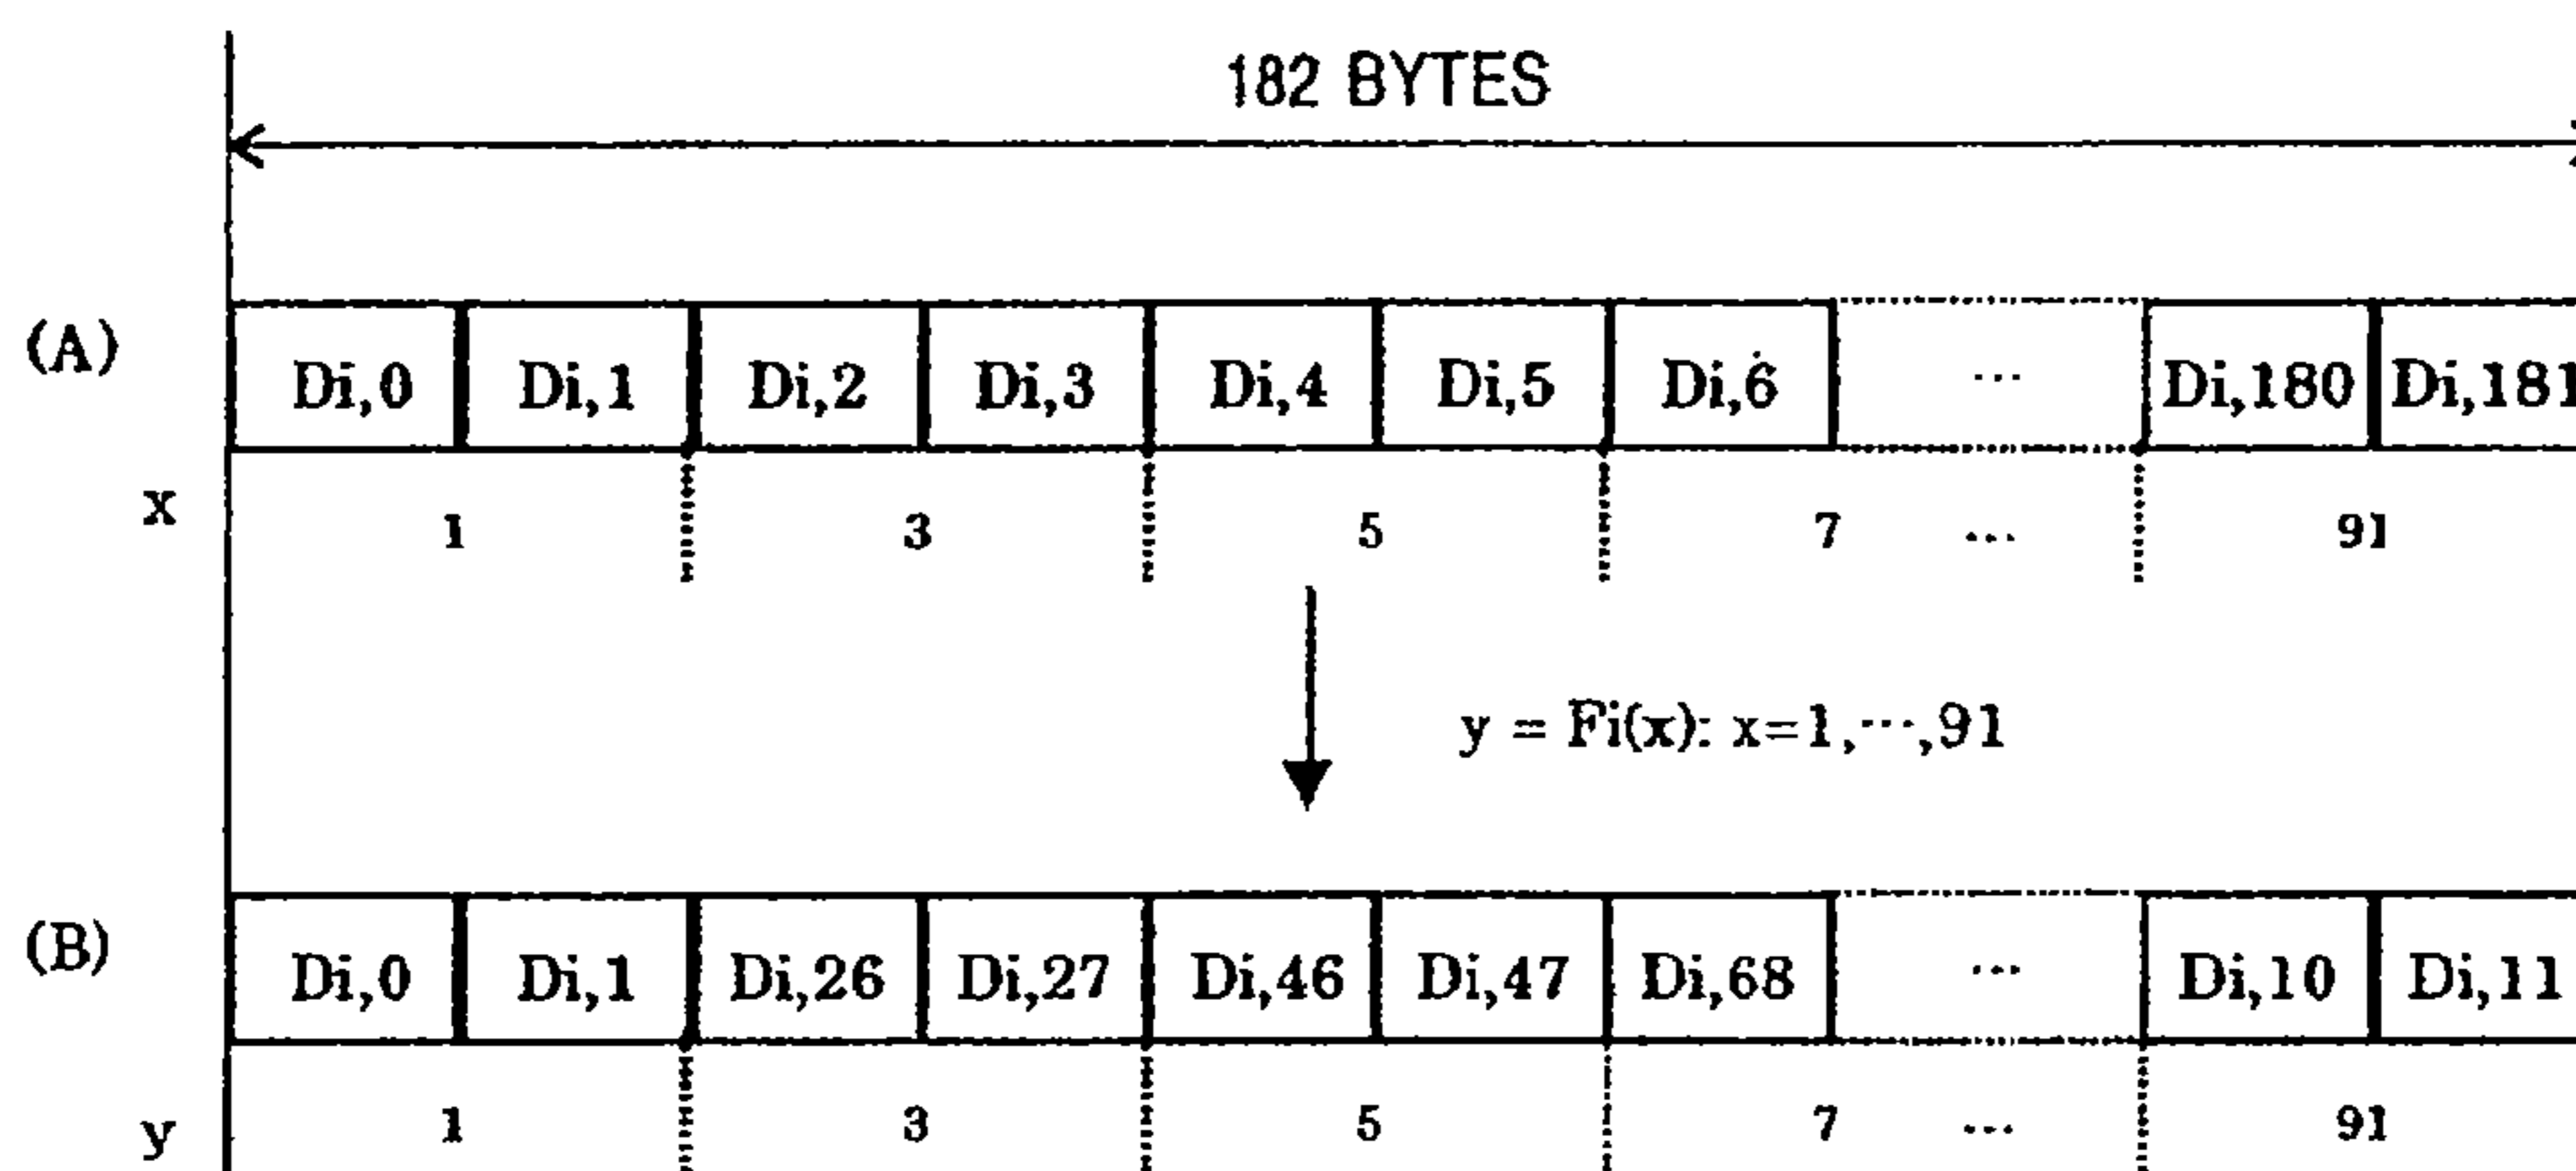 182 BYTES
(A)
Di,0 Di,1 Di,2 Di,3 Di,4 Di,5 Di,6 ... Di,180 Di,181
x 1 3 5 7 ... 91
y = Fi(x): x=1,...,91
(B)
Di,0 Di,1 Di,26 Di,27 Di,46 Di,47 Di,68 ... Di,10 Di,11
y 1 3 5 7 ... 91